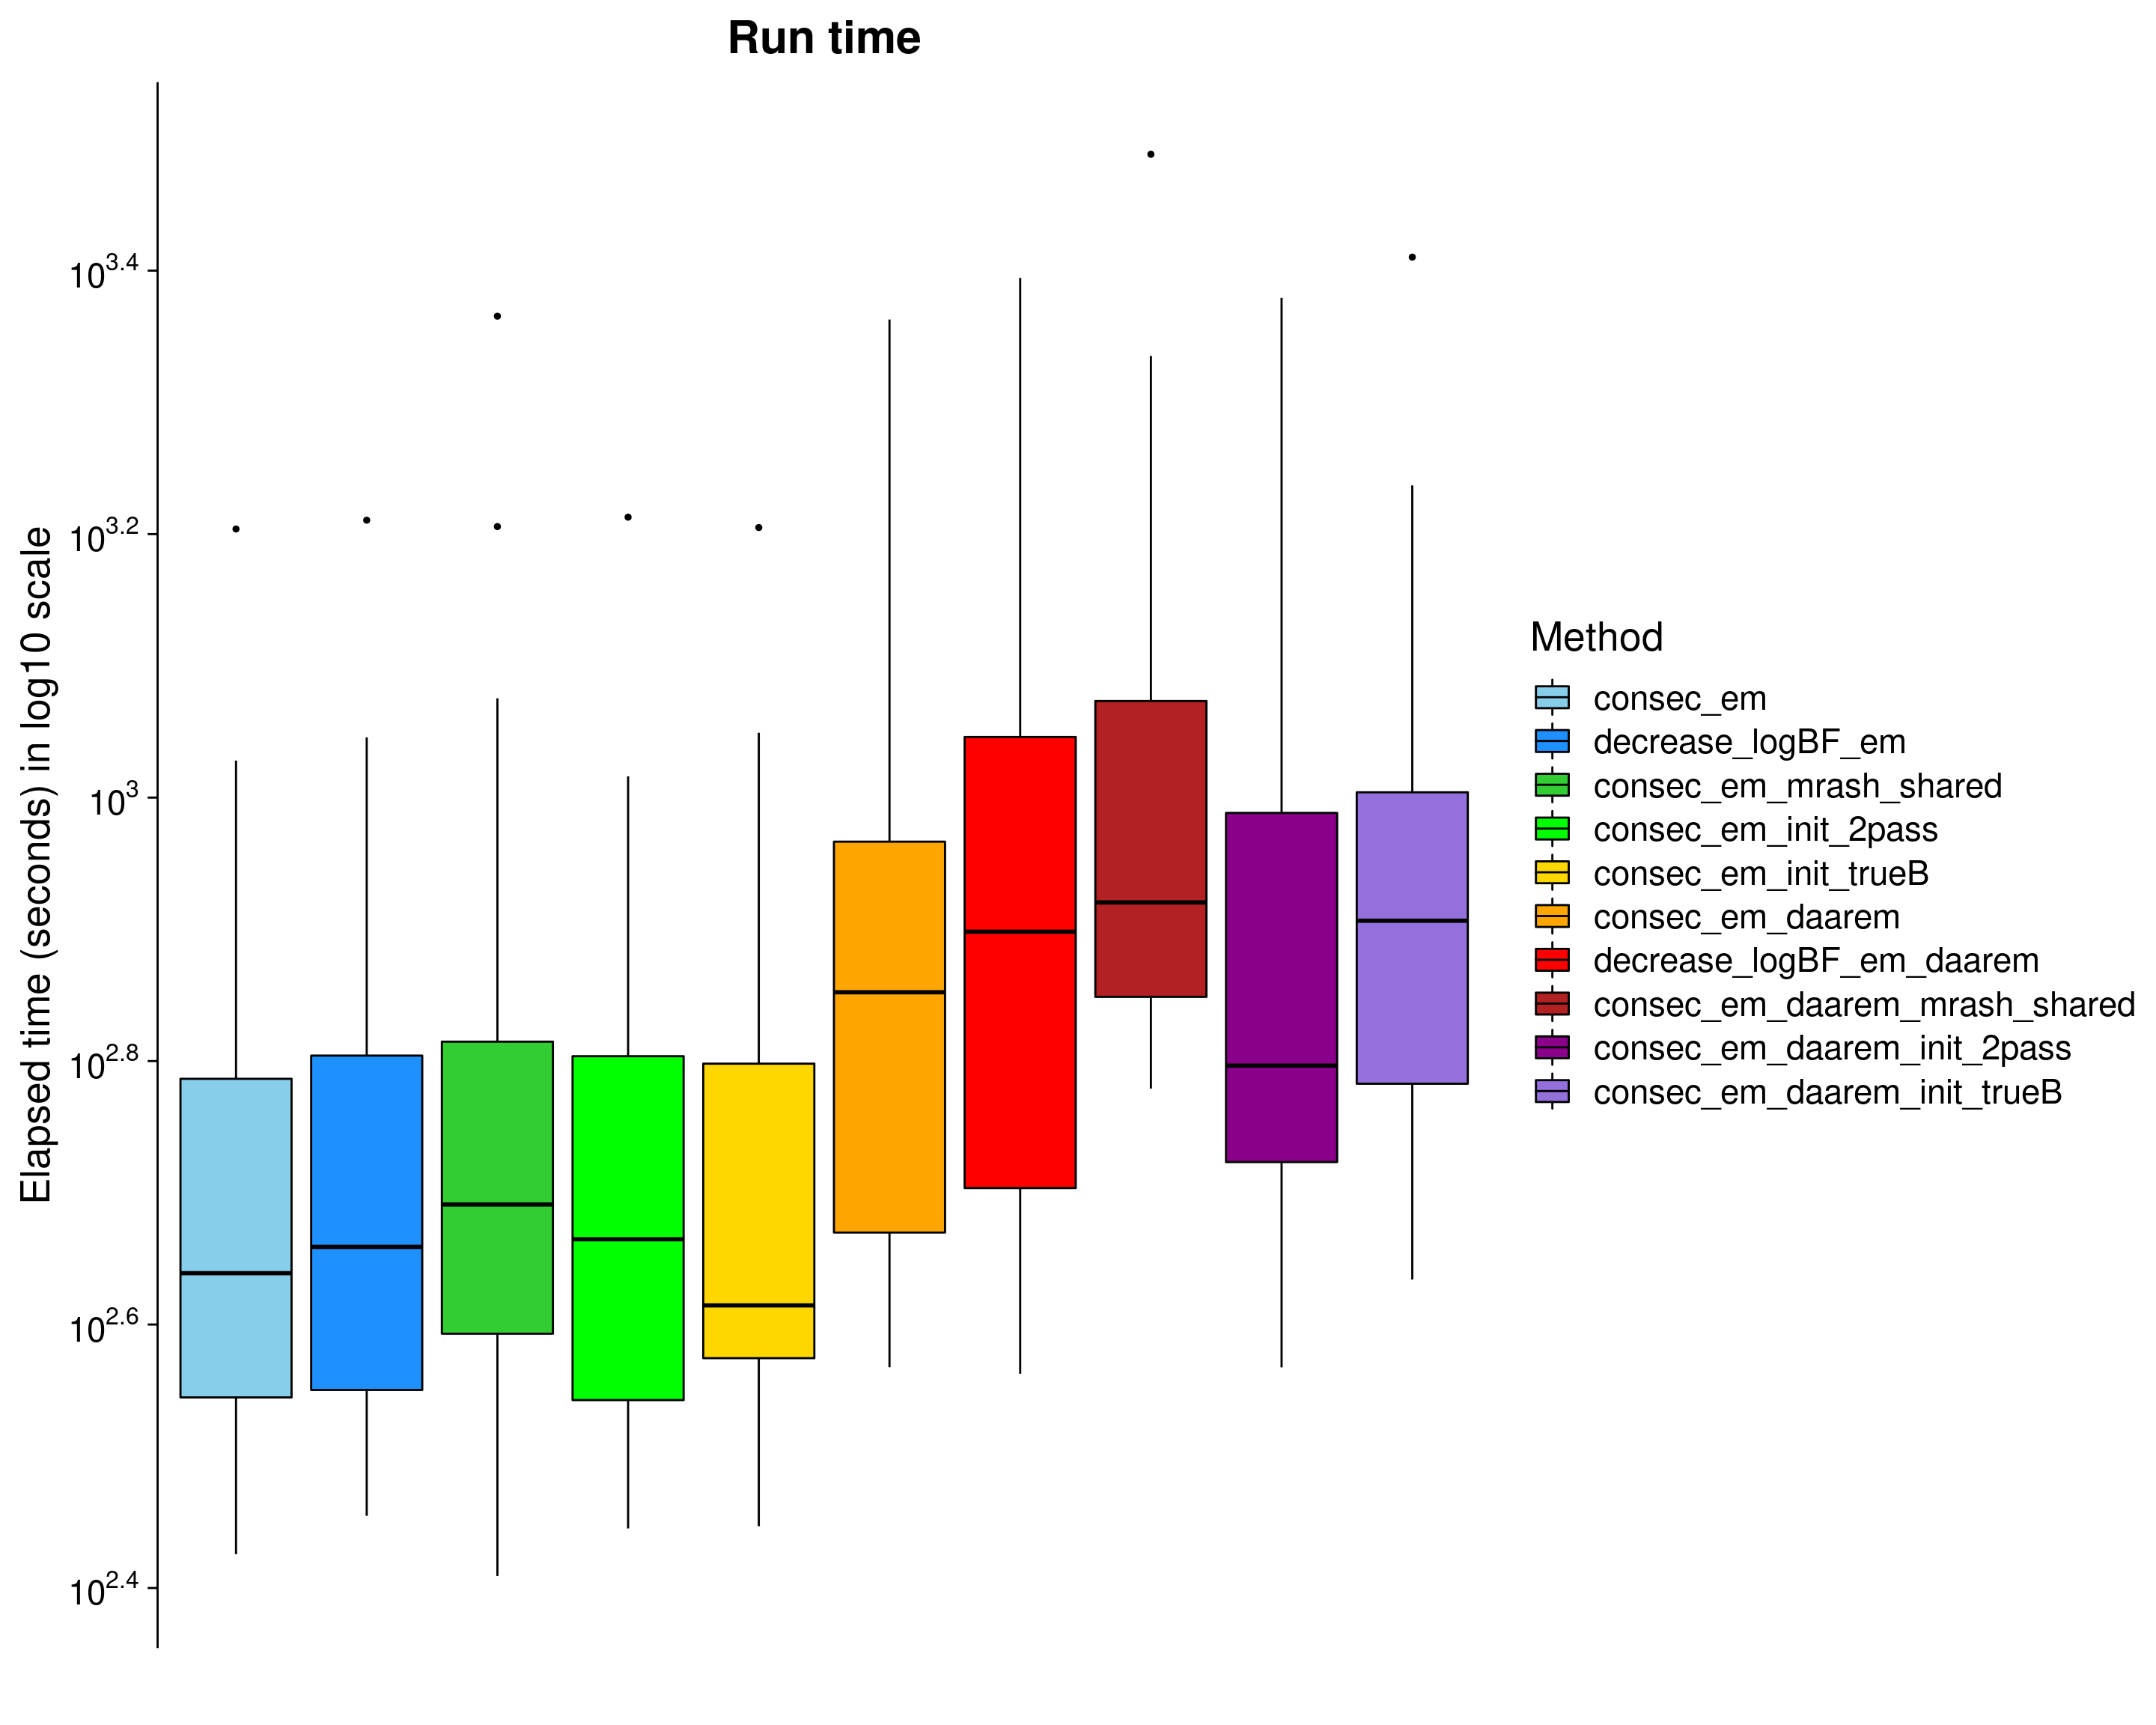 Run time
Elapsed time (seconds) in log10 scale
10^3.4
10^3.2
10^3
10^2.8
10^2.6
10^2.4
Method
consec_em
decrease_logBF_em
consec_em_mrash_shared
consec_em_init_2pass
consec_em_init_trueB
consec_em_daarem
decrease_logBF_em_daarem
consec_em_daarem_mrash_shared
consec_em_daarem_init_2pass
consec_em_daarem_init_trueB